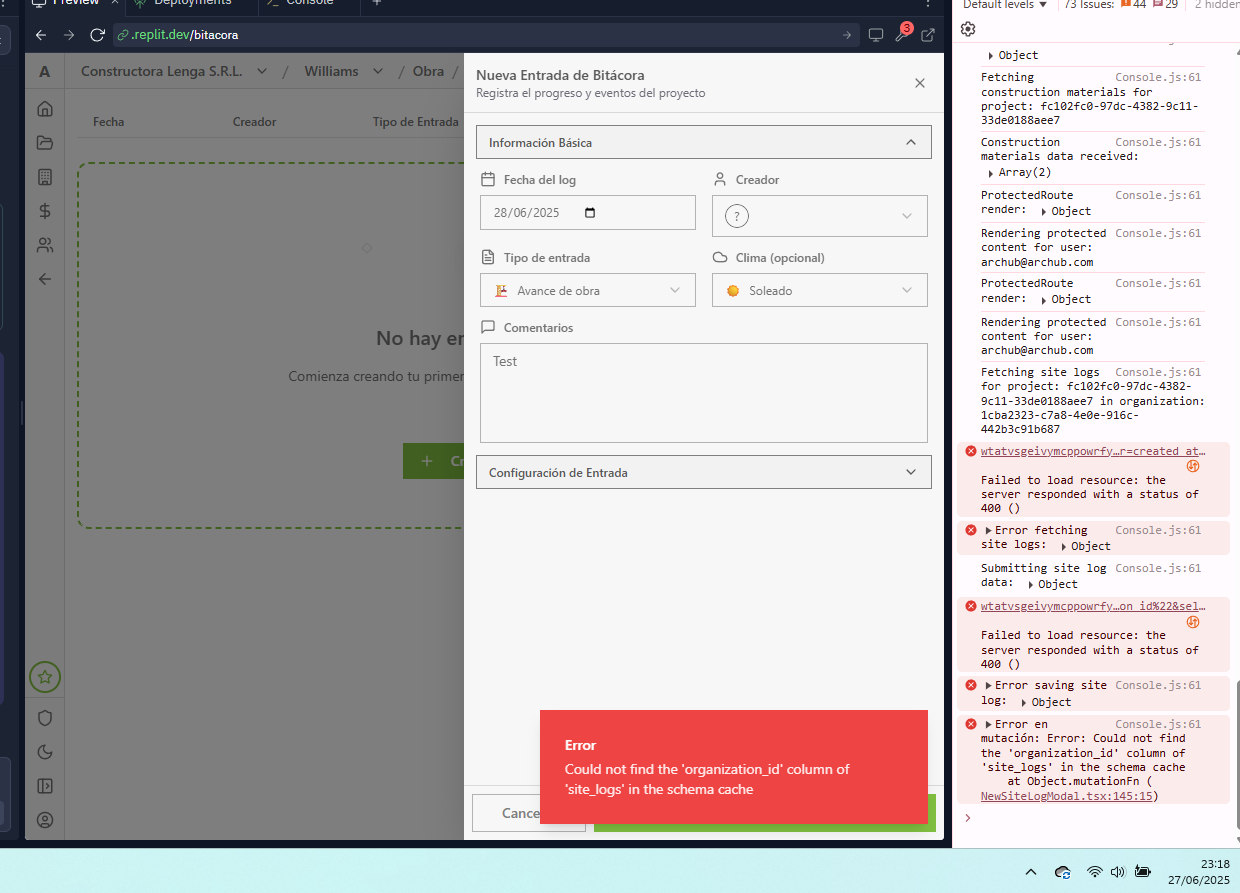 Preview
Deployments
Console
.replit.dev/bitacora
3
A
Constructora Lenga S.R.L.
/
Williams
/
Obra
/
Fecha
Creador
Tipo de Entrada
No hay en
Comienza creando tu primer
+ Cr
Nueva Entrada de Bitácora
Registra el progreso y eventos del proyecto
Información Básica
Fecha del log
Creador
28/06/2025
?
Tipo de entrada
Clima (opcional)
Avance de obra
Soleado
Comentarios
Test
Configuración de Entrada
Error
Could not find the 'organization_id' column of
'site_logs' in the schema cache
Cance
Default levels
73 Issues:
44
29
2 hidden
Object
Fetching Console.js:61
construction materials for
project: fc102fc0-97dc-4382-9c11-
33de0188aee7
Construction Console.js:61
materials data received:
Array(2)
ProtectedRoute Console.js:61
render: Object
Rendering protected Console.js:61
content for user:
archub@archub.com
ProtectedRoute Console.js:61
render: Object
Rendering protected Console.js:61
content for user:
archub@archub.com
Fetching site logs Console.js:61
for project: fc102fc0-97dc-4382-
9c11-33de0188aee7 in organization:
1cba2323-c7a8-4e0e-916c-
442b3c91b687
wtatvsgeivymcppowrfy…r=created_at…
Failed to load resource: the
server responded with a status of
400 ()
Error fetching Console.js:61
site logs: Object
Submitting site log Console.js:61
data: Object
wtatvsgeivymcppowrfy…on_id%22&sel…
Failed to load resource: the
server responded with a status of
400 ()
Error saving site Console.js:61
log: Object
Error en Console.js:61
mutación: Error: Could not find
the 'organization_id' column of
'site_logs' in the schema cache
at Object.mutationFn (
NewSiteLogModal.tsx:145:15)
23:18
27/06/2025